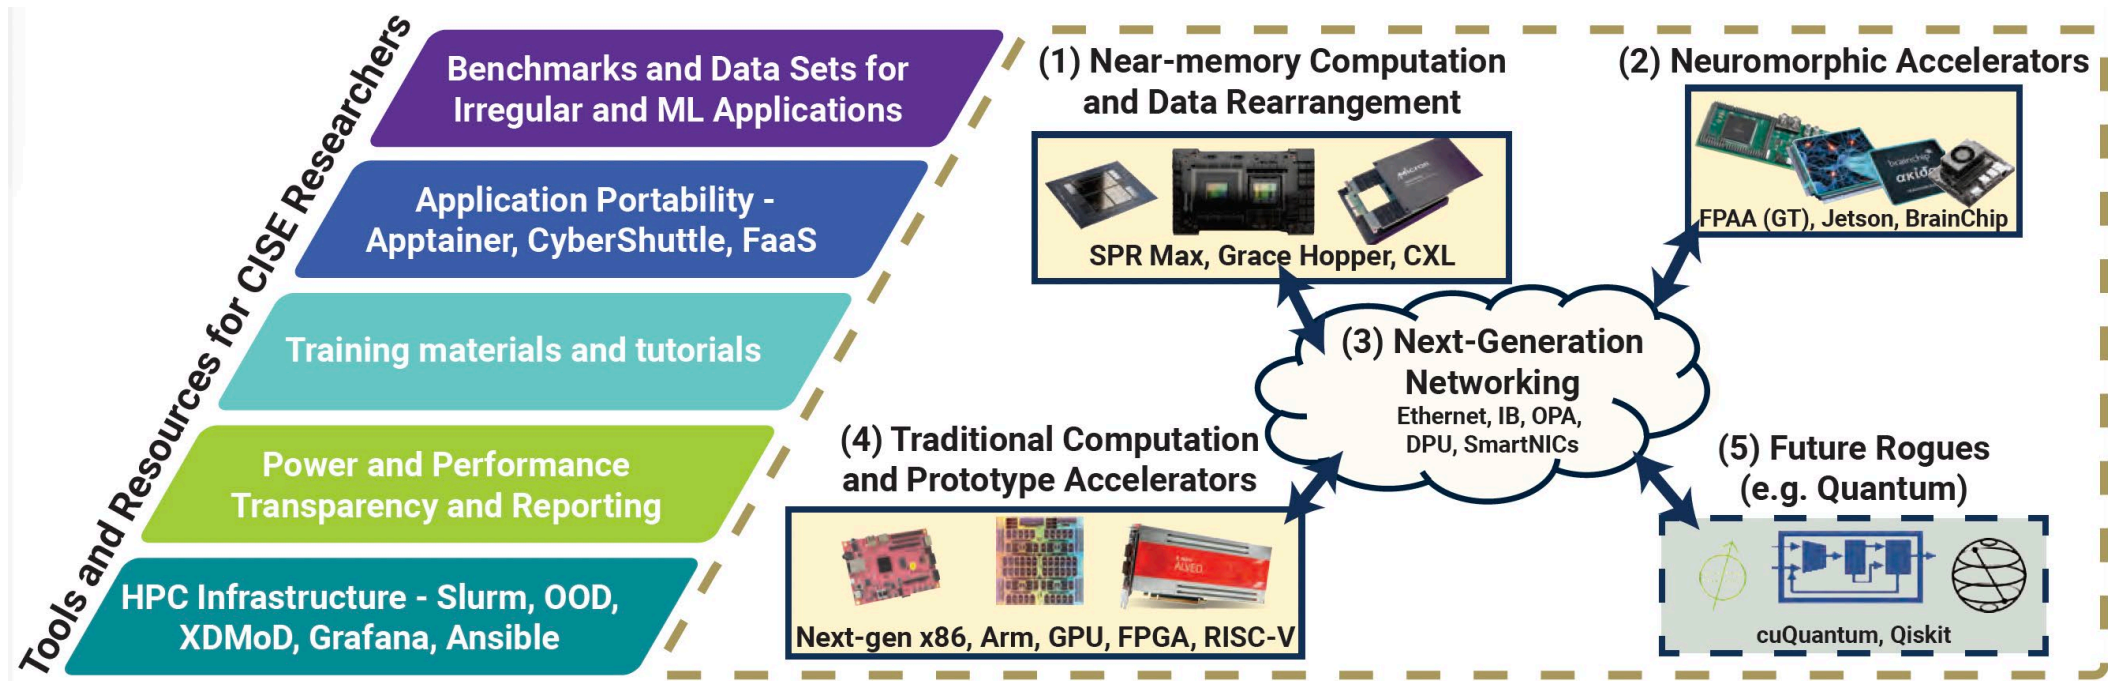 Tools and Resources for CISE Researchers
Benchmarks and Data Sets for
Irregular and ML Applications
Application Portability -
Apptainer, CyberShuttle, FaaS
Training materials and tutorials
Power and Performance
Transparency and Reporting
HPC Infrastructure - Slurm, OOD,
XDMoD, Grafana, Ansible
(1) Near-memory Computation
and Data Rearrangement
Micron
SPR Max, Grace Hopper, CXL
(2) Neuromorphic Accelerators
brainchip
akida
FPAA (GT), Jetson, BrainChip
(3) Next-Generation
Networking
Ethernet, IB, OPA,
DPU, SmartNICs
(4) Traditional Computation
and Prototype Accelerators
ALVEO
Next-gen x86, Arm, GPU, FPGA, RISC-V
(5) Future Rogues
(e.g. Quantum)
cuQuantum, Qiskit